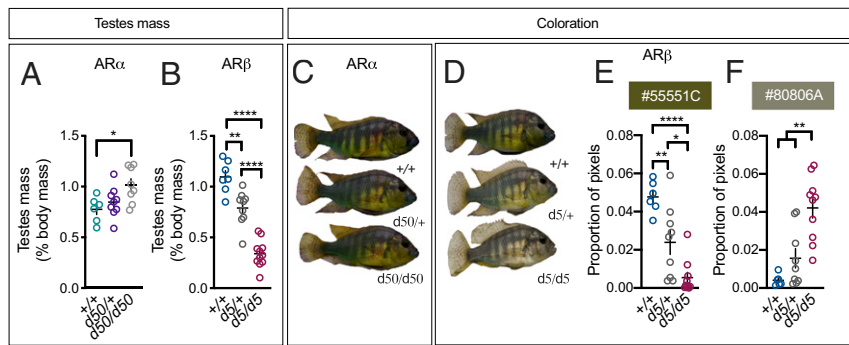 Testes mass
Coloration
A
ARα
Testes mass
(% body mass)
1.5
1.0
0.5
0.0
*
+/+
d50/+
d50/d50
B
ARβ
Testes mass
(% body mass)
1.5
1.0
0.5
0.0
****
**
****
+/+
d5/+
d5/d5
C
ARα
+/+
d50/+
d50/d50
D
+/+
d5/+
d5/d5
ARβ
E
#55551C
Proportion of pixels
0.08
0.06
0.04
0.02
0.00
****
*
**
+/+
d5/+
d5/d5
F
#80806A
Proportion of pixels
0.08
0.06
0.04
0.02
0.00
**
+/+
d5/+
d5/d5